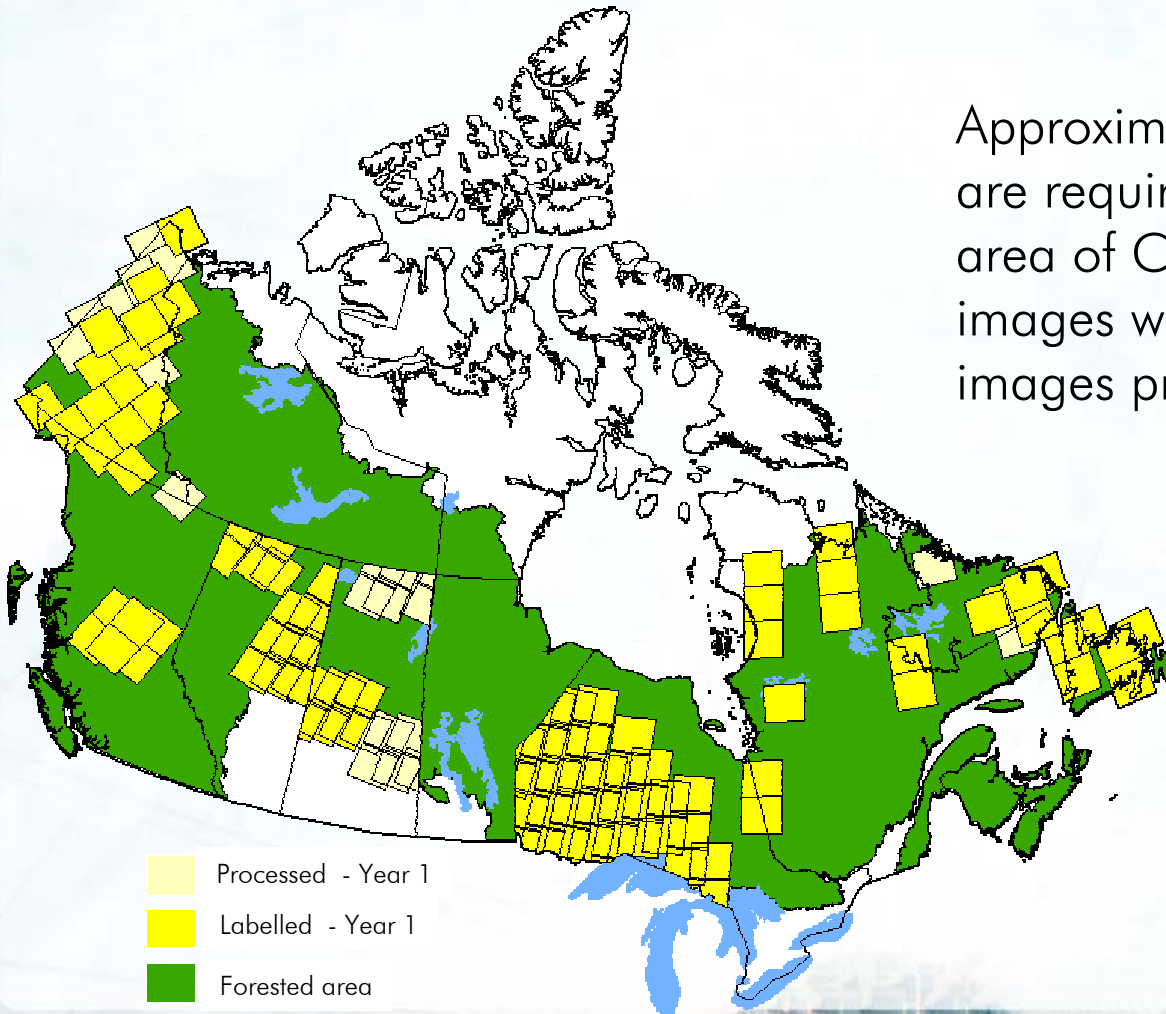 Approxim
are requir
area of C
images w
images pr
Processed - Year 1
Labelled - Year 1
Forested area